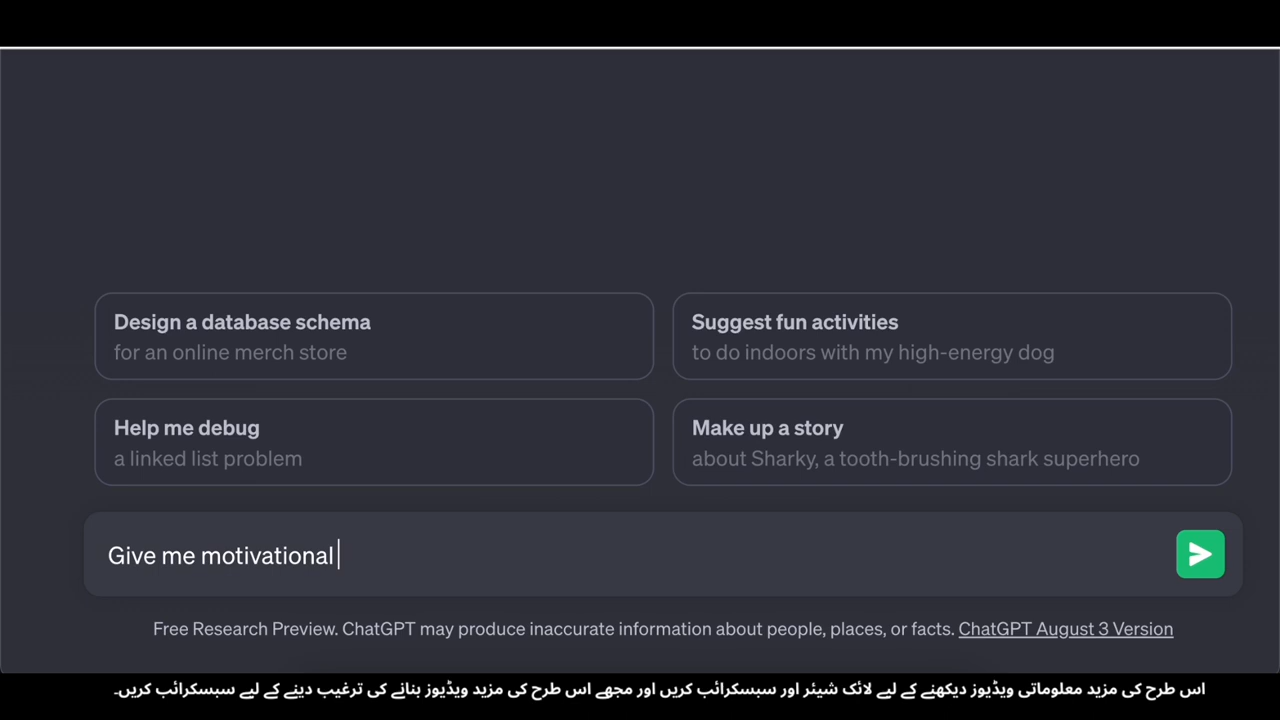 Design a database schema
for an online merch store
Suggest fun activities
to do indoors with my high-energy dog
Help me debug
a linked list problem
Make up a story
about Sharky, a tooth-brushing shark superhero
Give me motivational
Free Research Preview. ChatGPT may produce inaccurate information about people, places, or facts. ChatGPT August 3 Version
اس طرح کی مزید معلوماتی ویڈیوز دیکھنے کے لیے لائک شیئر اور سبسکرائب کریں اور مجھے اس طرح کی مزید ویڈیوز بنانے کی ترغیب دینے کے لیے سبسکرائب کریں۔